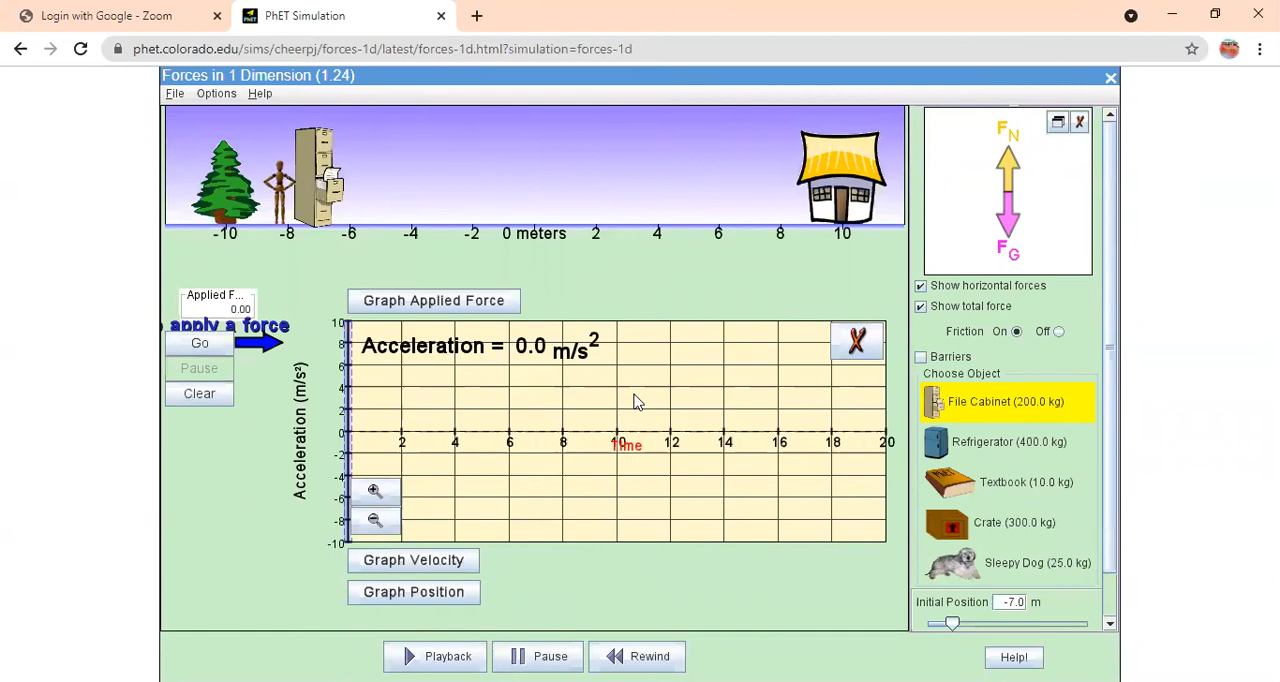 Login with Google - Zoom
PhET Simulation
phet.colorado.edu/sims/cheerpj/forces-1d/latest/forces-1d.html?simulation=forces-1d
Forces in 1 Dimension (1.24)
File Options Help
F_N
F_G
-10 -8 -6 -4 -2 0 meters 2 4 6 8 10
Show horizontal forces
Show total force
Friction On Off
Barriers
Choose Object
File Cabinet (200.0 kg)
Refrigerator (400.0 kg)
Textbook (10.0 kg)
Crate (300.0 kg)
Sleepy Dog (25.0 kg)
Initial Position -7.0 m
Applied F...
0.00
apply a force
Go
Pause
Clear
Graph Applied Force
Acceleration = 0.0 m/s²
Acceleration (m/s²)
10
8
6
4
2
0
-2
-4
-6
-8
-10
2 4 6 8 10 12 14 16 18 20
Time
Graph Velocity
Graph Position
Playback Pause Rewind
Help!